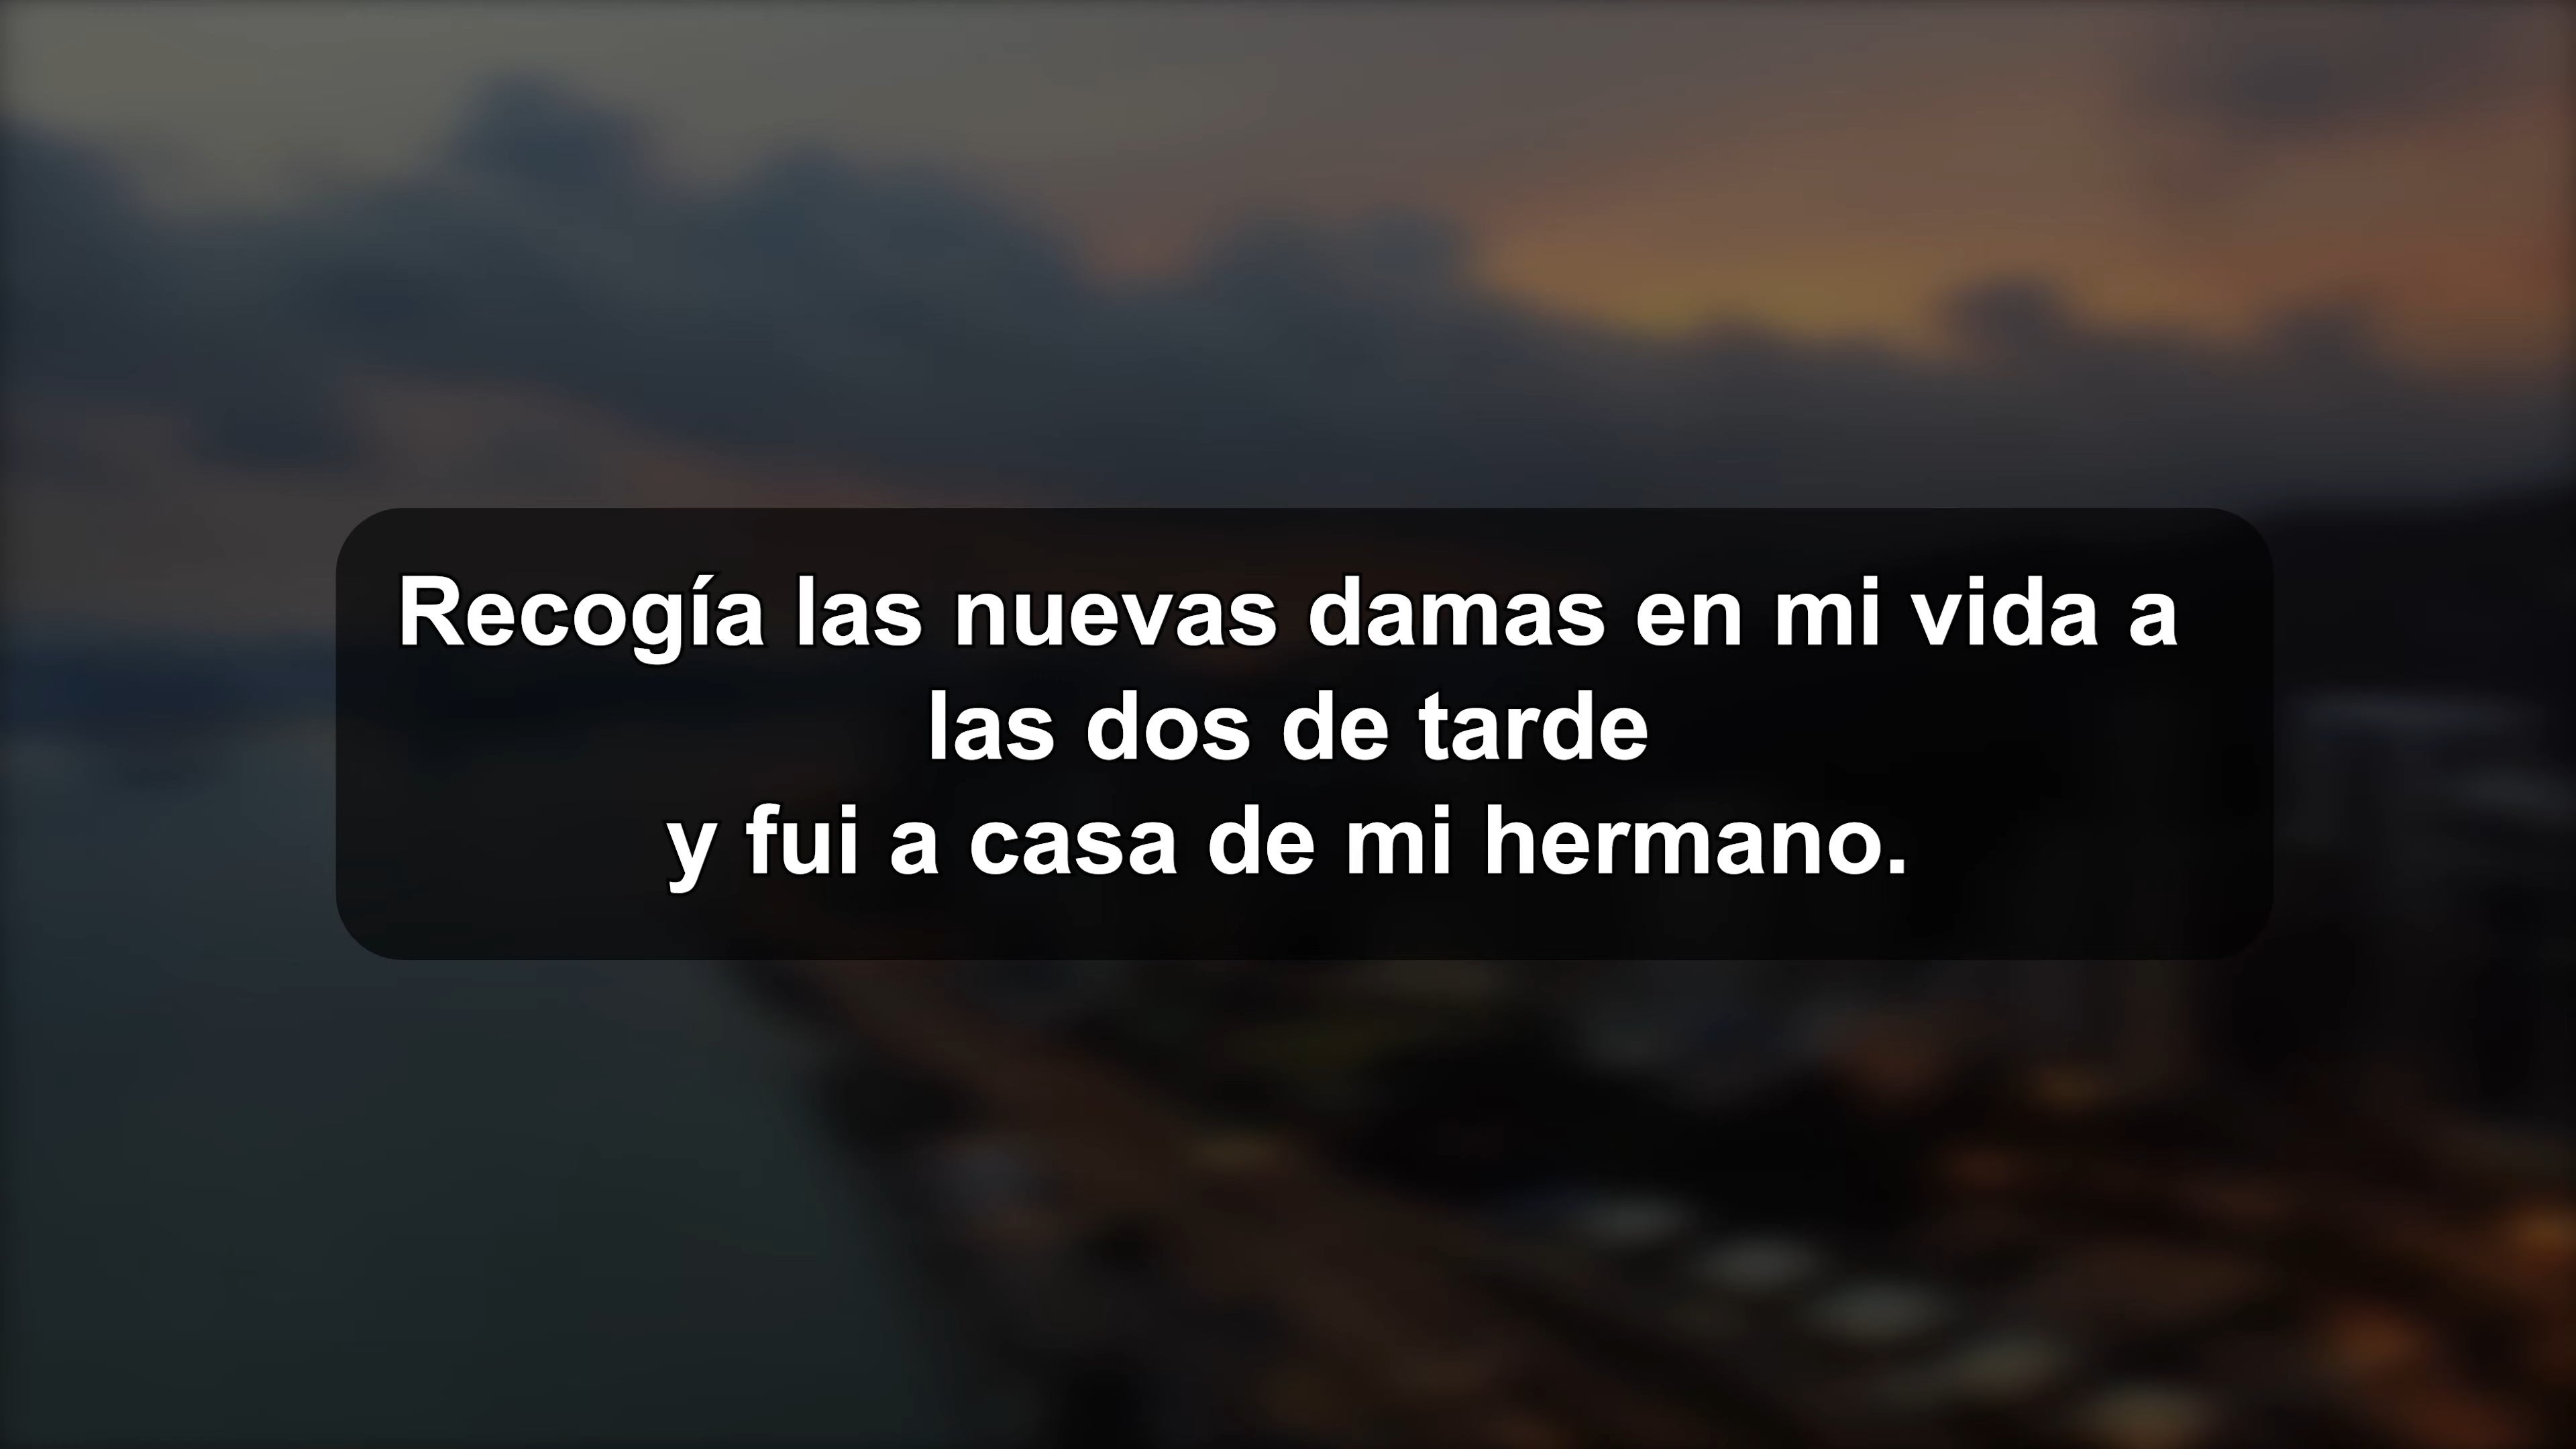 Recogía las nuevas damas en mi vida a
las dos de tarde
y fui a casa de mi hermano.